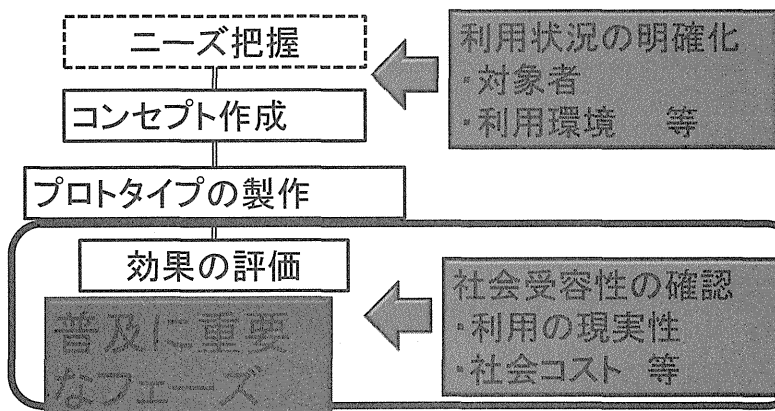 ニーズ把握
利用状況の明確化
・対象者
・利用環境　等
コンセプト作成
プロトタイプの製作
効果の評価
社会受容性の確認
・利用の現実性
・社会コスト　等
普及に重要
なフェーズ